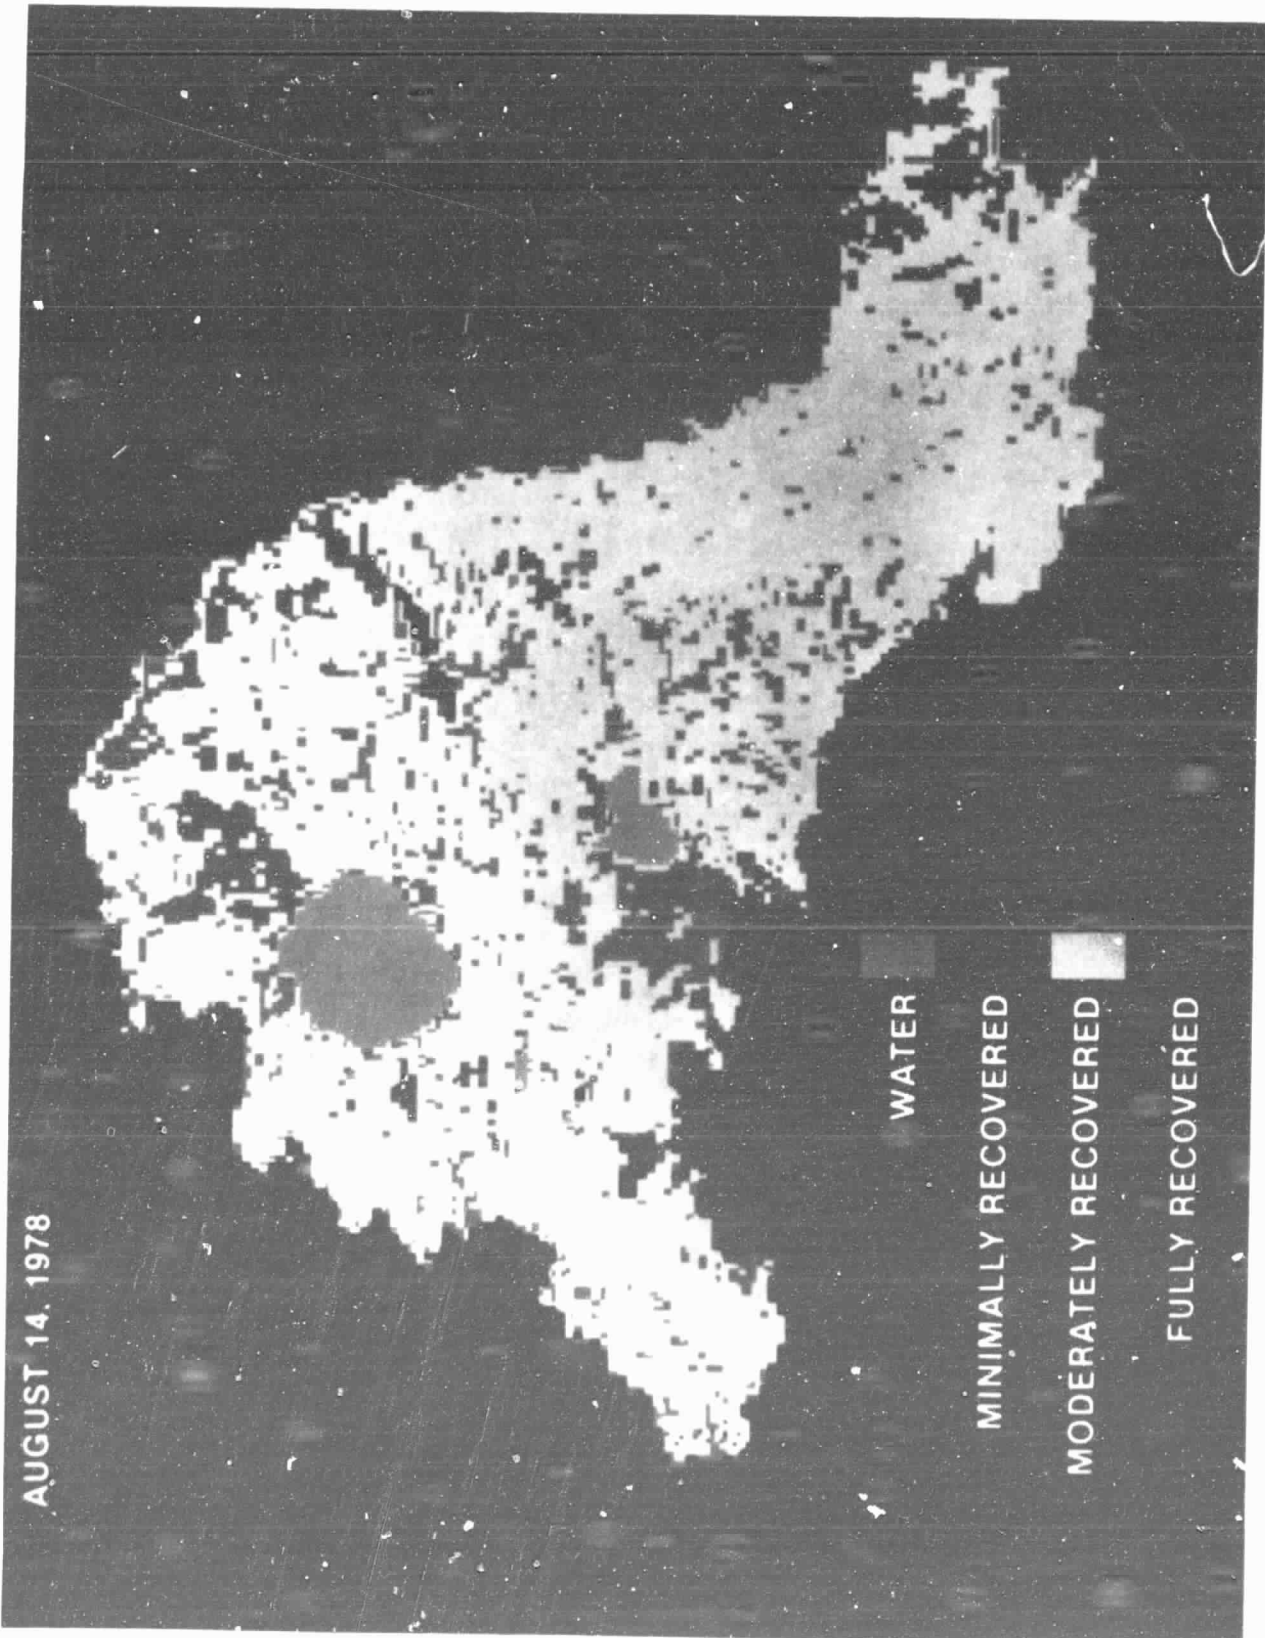 AUGUST 14. 1978
WATER
MINIMALLY RECOVERED
MODERATELY RECOVERED
FULLY RECOVERED